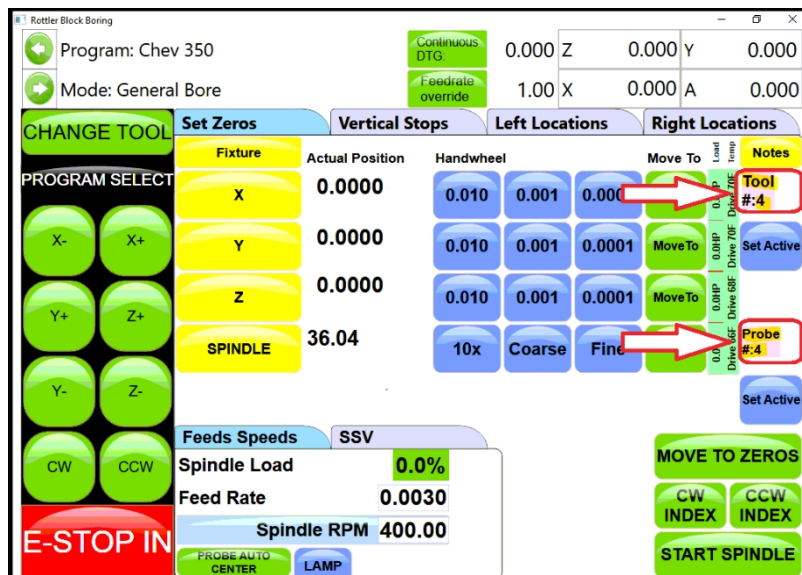 Rottler Block Boring
Program: Chev 350
Continuous DTG:
0.000 Z 0.000 Y 0.000
Mode: General Bore
Feedrate override
1.00 X 0.000 A 0.000
CHANGE TOOL
Set Zeros Vertical Stops Left Locations Right Locations
Fixture Actual Position Handwheel Move To Load Temp Notes
PROGRAM SELECT
X 0.0000 0.010 0.001 Drive 70F
Tool
#:4
X- X+
Y 0.0000 0.010 0.001 0.0001 MoveTo 0.0HP Drive 70F Set Active
Z 0.0000 0.010 0.001 0.0001 MoveTo 0.0HP Drive 68F
Y+ Z+
SPINDLE 36.04 10x Coarse Fine
Probe
#:4
Y- Z-
Set Active
Feeds Speeds SSV
CW CCW
Spindle Load 0.0%
MOVE TO ZEROS
Feed Rate 0.0030
CW INDEX CCW INDEX
Spindle RPM 400.00
E-STOP IN
PROBE AUTO CENTER LAMP
START SPINDLE